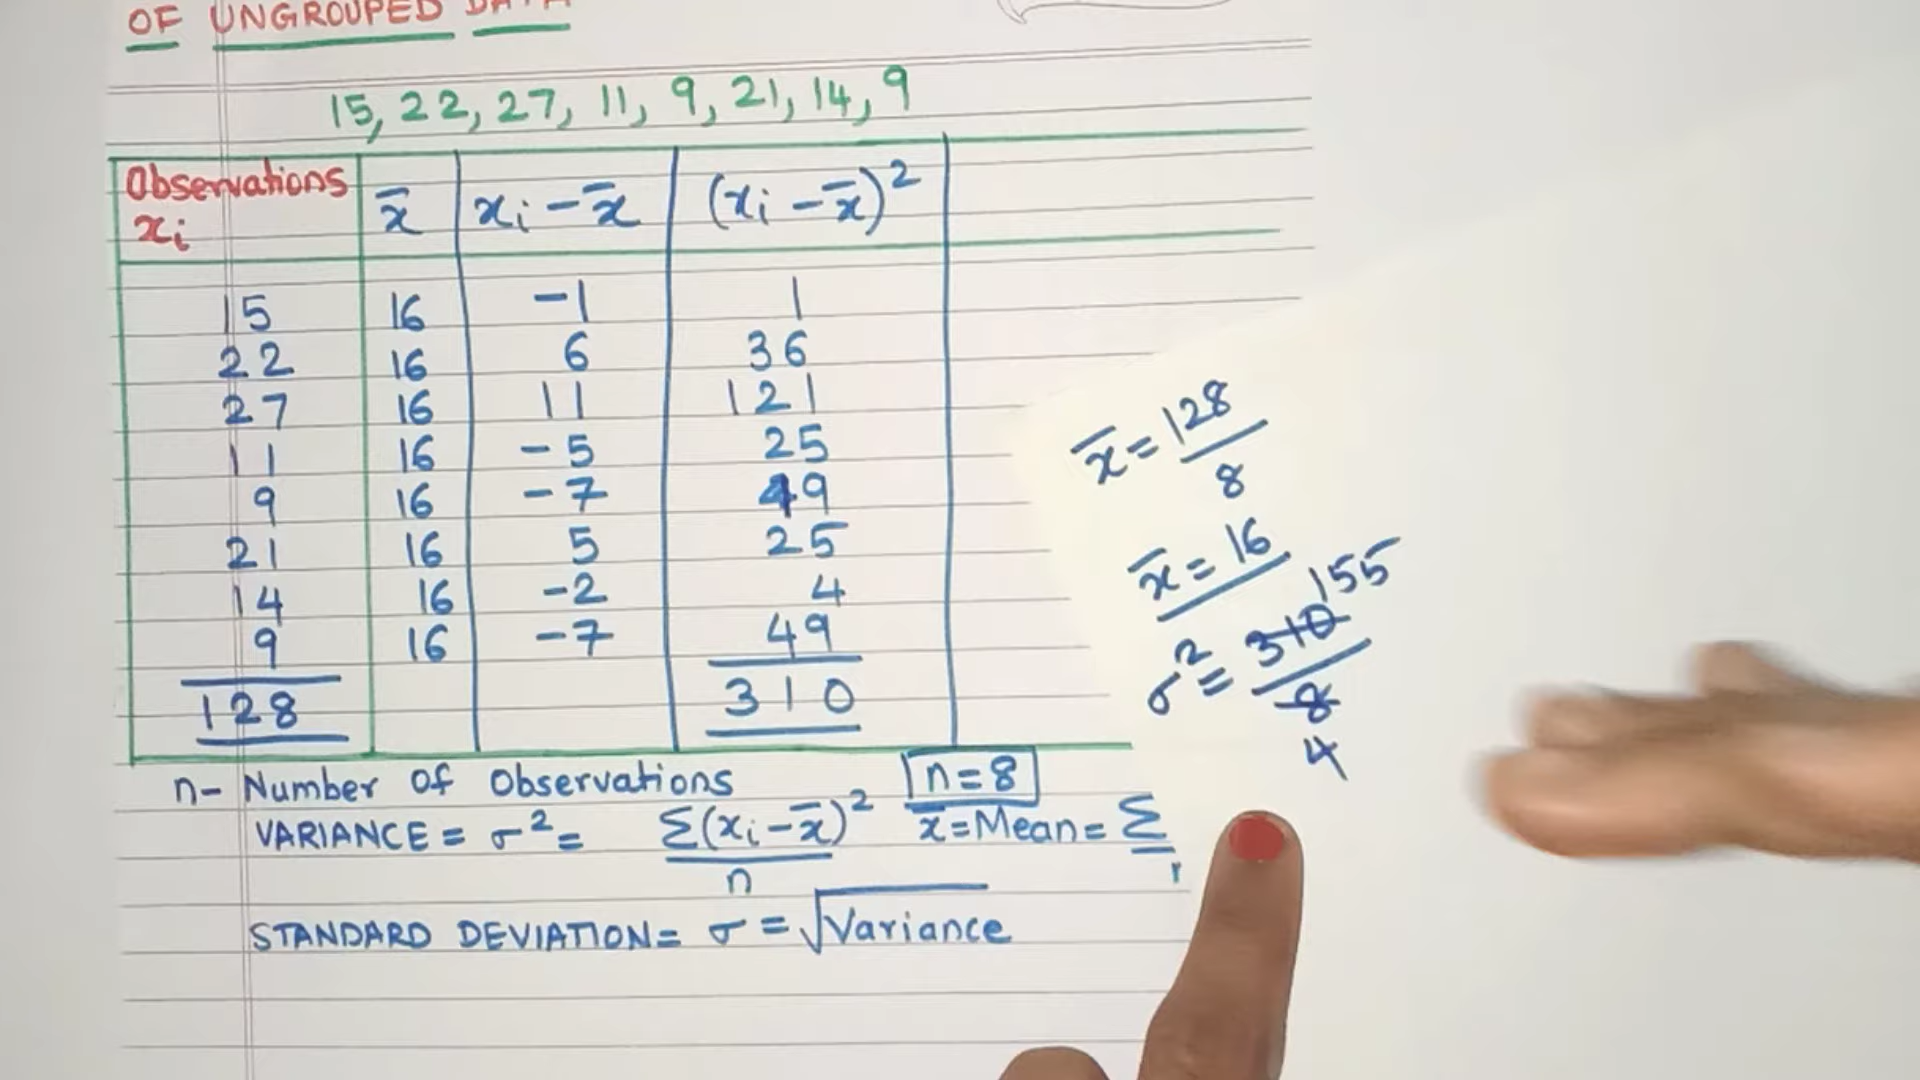 OF UNGROUPED DATA
15, 22, 27, 11, 9, 21, 14, 9
Observations xᵢ | x̄ | xᵢ - x̄ | (xᵢ - x̄)²
15 16 -1 1
22 16 6 36
27 16 11 121
11 16 -5 25
9 16 -7 49
21 16 5 25
14 16 -2 4
9 16 -7 49
128 310
x̄ = 128/8
x̄ = 16
155
σ² = 310/8
4
n- Number of Observations n=8
VARIANCE = σ² = Σ(xᵢ-x̄)²/n x̄=Mean= Σ
STANDARD DEVIATION= σ = √Variance